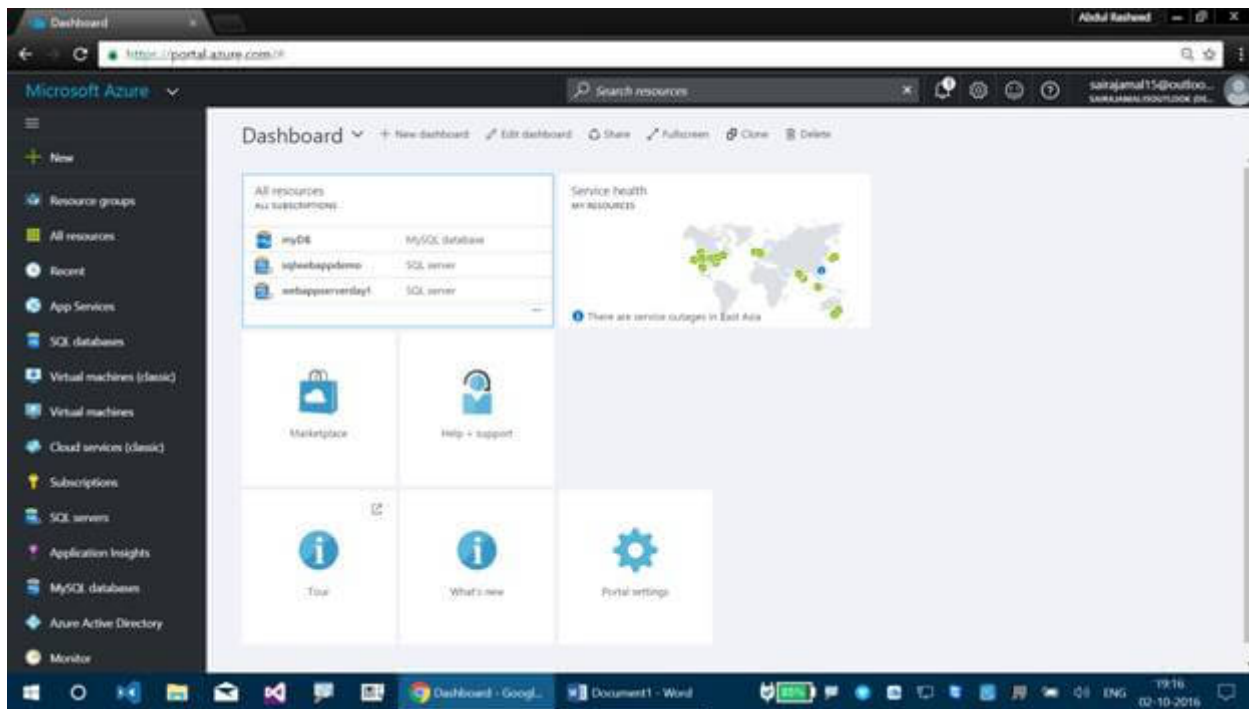 Dashboard
Abdul Rasheed
https://portal.azure.com/#
Microsoft Azure
Search resources
sairajamal15@outloo...
Dashboard
+ New dashboard
Edit dashboard
Share
Fullscreen
Clone
Delete
New
Resource groups
All resources
Recent
App Services
SQL databases
Virtual machines (classic)
Virtual machines
Cloud services (classic)
Subscriptions
SQL servers
Application Insights
MySQL databases
Azure Active Directory
Monitor
All resources
ALL SUBSCRIPTIONS
myDB MySQL database
sqlwebappdemo SQL server
webappserverday1 SQL server
Service health
MY RESOURCES
There are service outages in East Asia
Marketplace
Help + support
Tour
What's new
Portal settings
Dashboard - Googl...
Document1 - Word
ENG
19:16
02-10-2016